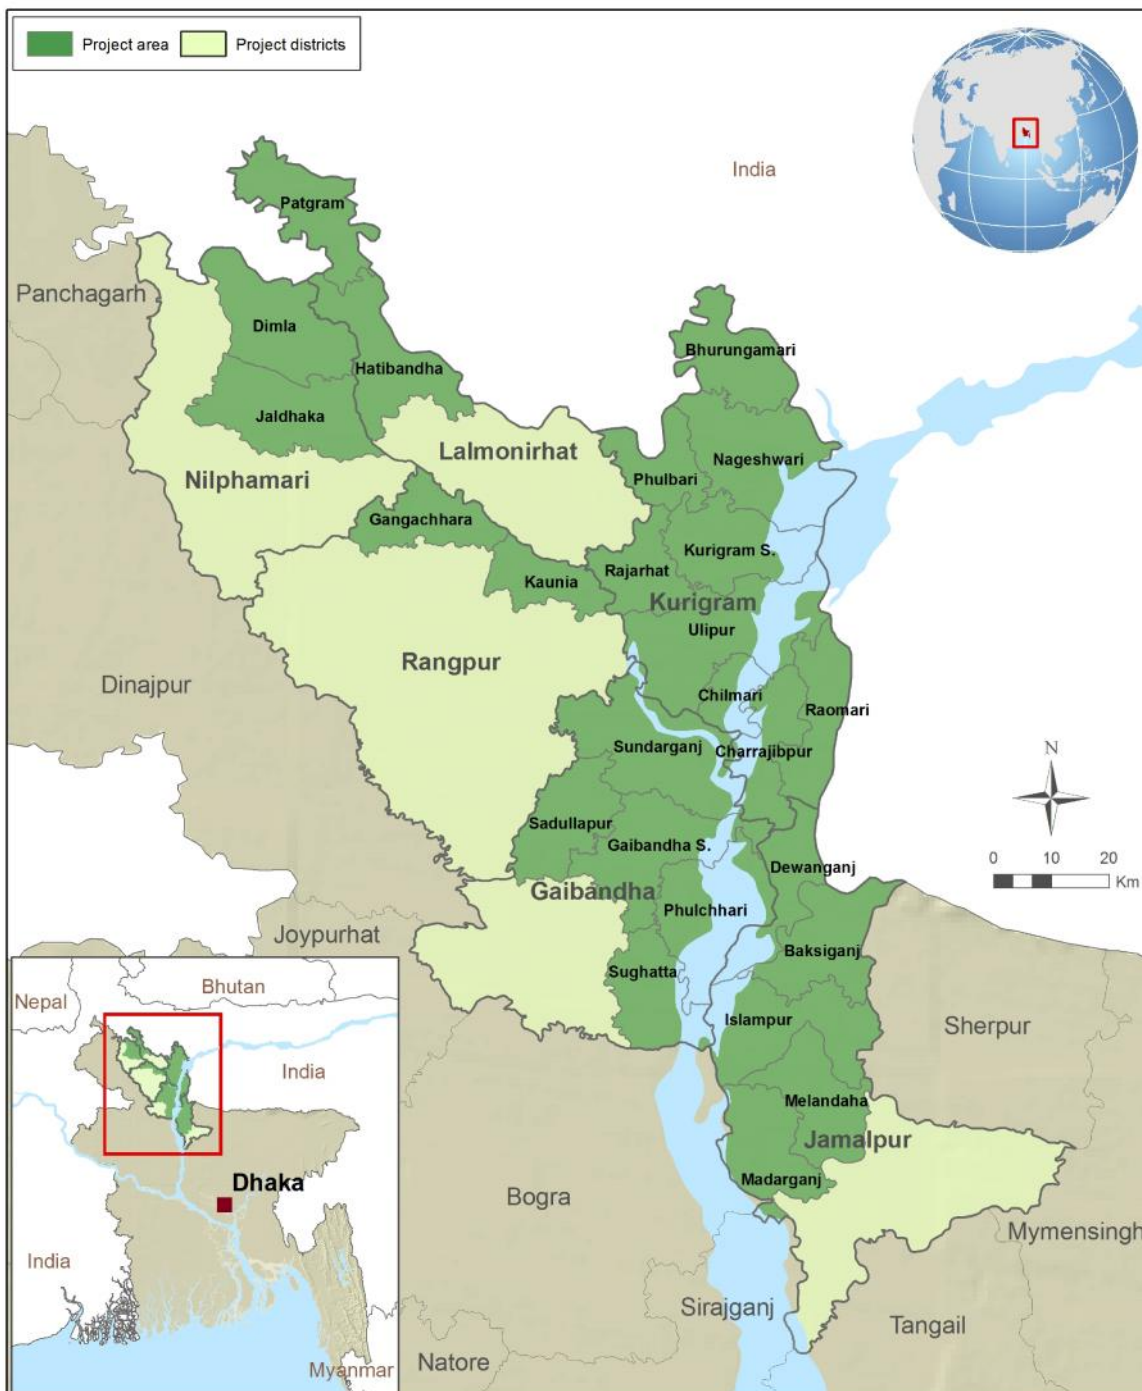 Project area
Project districts
India
Patgram
Panchagarh
Dimla
Bhurungamari
Hatibandha
Jaldhaka
Lalmonirhat
Nageshwari
Nilphamari
Phulbari
Gangachhara
Kurigram S.
Rajarhat
Kaunia
Kurigram
Ulipur
Rangpur
Dinajpur
Chilmari
Raomari
Sundarganj
Charrajibpur
N
Sadullapur
Gaibandha S.
0 10 20
Km
Dewanganj
Gaibandha
Phulchhari
Joypurhat
Baksiganj
Sughatta
Islampur
Sherpur
Melandaha
Jamalpur
Madarganj
Bogra
Mymensingh
Sirajganj
Tangail
Natore
Nepal
Bhutan
India
Dhaka
India
Myanmar